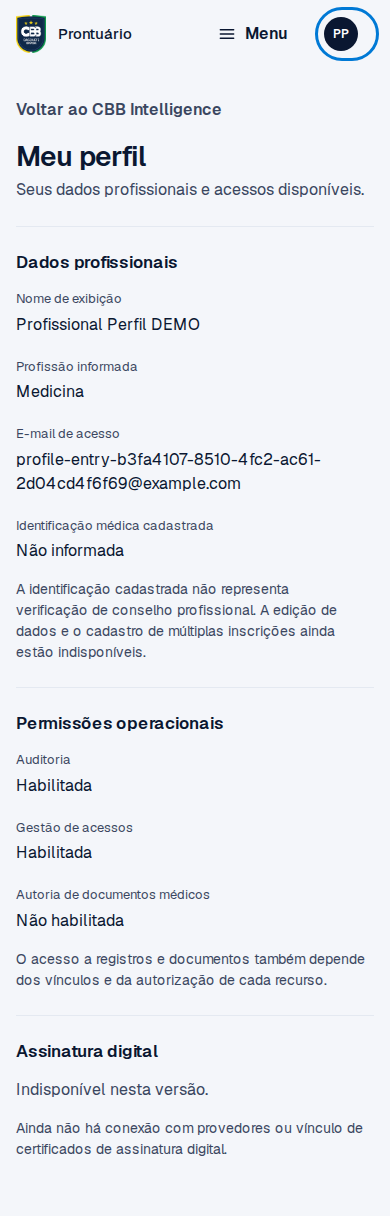 CBB
Prontuário
Menu
PP
Voltar ao CBB Intelligence
Meu perfil
Seus dados profissionais e acessos disponíveis.
Dados profissionais
Nome de exibição
Profissional Perfil DEMO
Profissão informada
Medicina
E-mail de acesso
profile-entry-b3fa4107-8510-4fc2-ac61-
2d04cd4f6f69@example.com
Identificação médica cadastrada
Não informada
A identificação cadastrada não representa
verificação de conselho profissional. A edição de
dados e o cadastro de múltiplas inscrições ainda
estão indisponíveis.
Permissões operacionais
Auditoria
Habilitada
Gestão de acessos
Habilitada
Autoria de documentos médicos
Não habilitada
O acesso a registros e documentos também depende
dos vínculos e da autorização de cada recurso.
Assinatura digital
Indisponível nesta versão.
Ainda não há conexão com provedores ou vínculo de
certificados de assinatura digital.